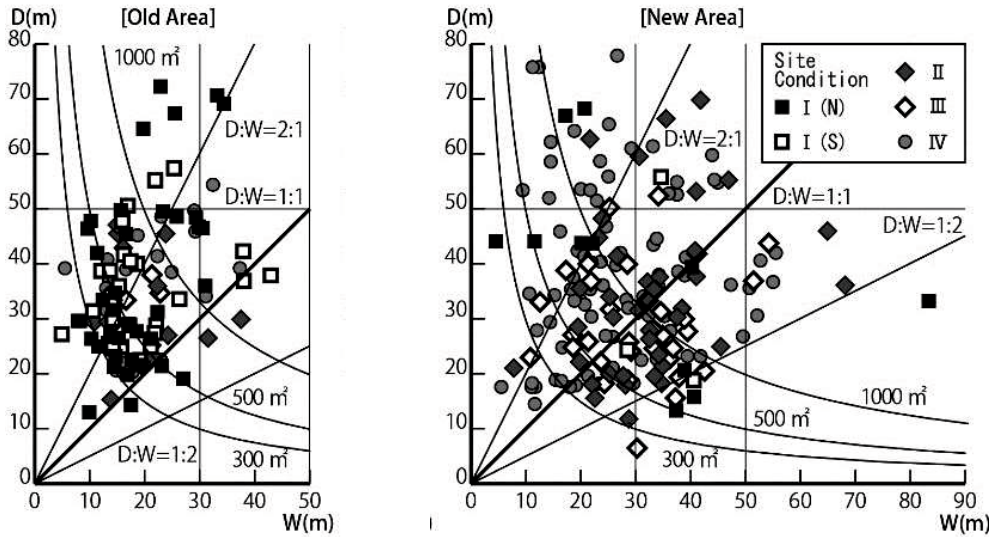 D(m)
[Old Area]
80
70
60
50
40
30
20
10
0
1000 ㎡
D:W=2:1
D:W=1:1
500 ㎡
D:W=1:2
300 ㎡
0 10 20 30 40 50
W(m)
D(m)
[New Area]
80
70
60
50
40
30
20
10
0
D:W=2:1
Site
Condition
I (N)
I (S)
II
III
IV
D:W=1:1
D:W=1:2
1000 ㎡
500 ㎡
300 ㎡
0 10 20 30 40 50 60 70 80 90
W(m)